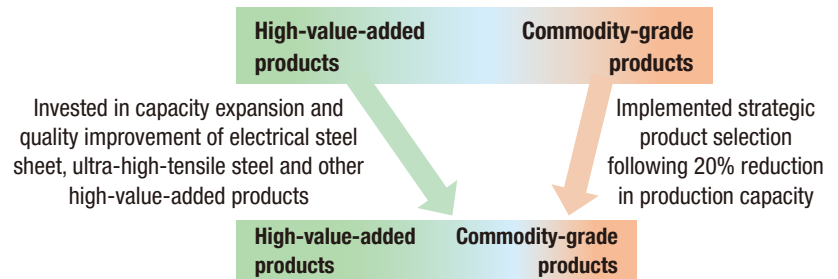 High-value-added
products
Commodity-grade
products
Invested in capacity expansion and
quality improvement of electrical steel
sheet, ultra-high-tensile steel and other
high-value-added products
Implemented strategic
product selection
following 20% reduction
in production capacity
High-value-added
products
Commodity-grade
products